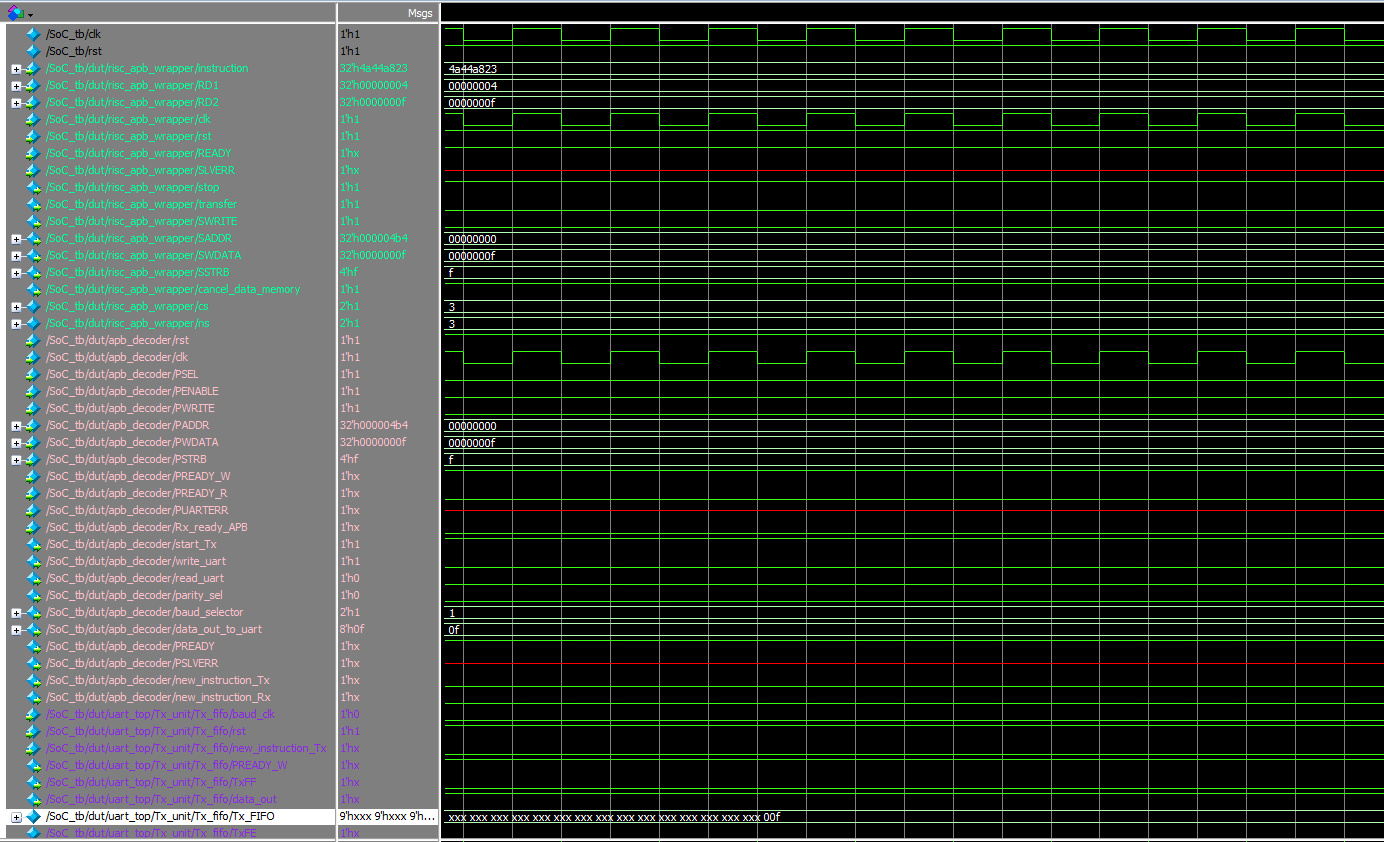 Msgs
/SoC_tb/clk 1'h1
/SoC_tb/rst 1'h1
/SoC_tb/dut/risc_apb_wrapper/instruction 32'h4a44a823 4a44a823
/SoC_tb/dut/risc_apb_wrapper/RD1 32'h00000004 00000004
/SoC_tb/dut/risc_apb_wrapper/RD2 32'h0000000f 0000000f
/SoC_tb/dut/risc_apb_wrapper/clk 1'h1
/SoC_tb/dut/risc_apb_wrapper/rst 1'h1
/SoC_tb/dut/risc_apb_wrapper/READY 1'hx
/SoC_tb/dut/risc_apb_wrapper/SLVERR 1'hx
/SoC_tb/dut/risc_apb_wrapper/stop 1'h1
/SoC_tb/dut/risc_apb_wrapper/transfer 1'h1
/SoC_tb/dut/risc_apb_wrapper/SWRITE 1'h1
/SoC_tb/dut/risc_apb_wrapper/SADDR 32'h000004b4 00000000
/SoC_tb/dut/risc_apb_wrapper/SWDATA 32'h0000000f 0000000f
/SoC_tb/dut/risc_apb_wrapper/SSTRB 4'hf f
/SoC_tb/dut/risc_apb_wrapper/cancel_data_memory 1'h1
/SoC_tb/dut/risc_apb_wrapper/cs 2'h1 3
/SoC_tb/dut/risc_apb_wrapper/ns 2'h1 3
/SoC_tb/dut/apb_decoder/rst 1'h1
/SoC_tb/dut/apb_decoder/clk 1'h1
/SoC_tb/dut/apb_decoder/PSEL 1'h1
/SoC_tb/dut/apb_decoder/PENABLE 1'h1
/SoC_tb/dut/apb_decoder/PWRITE 1'h1
/SoC_tb/dut/apb_decoder/PADDR 32'h000004b4 00000000
/SoC_tb/dut/apb_decoder/PWDATA 32'h0000000f 0000000f
/SoC_tb/dut/apb_decoder/PSTRB 4'hf f
/SoC_tb/dut/apb_decoder/PREADY_W 1'hx
/SoC_tb/dut/apb_decoder/PREADY_R 1'hx
/SoC_tb/dut/apb_decoder/PUARTERR 1'hx
/SoC_tb/dut/apb_decoder/Rx_ready_APB 1'hx
/SoC_tb/dut/apb_decoder/start_Tx 1'h1
/SoC_tb/dut/apb_decoder/write_uart 1'h1
/SoC_tb/dut/apb_decoder/read_uart 1'h0
/SoC_tb/dut/apb_decoder/parity_sel 1'h0
/SoC_tb/dut/apb_decoder/baud_selector 2'h1 1
/SoC_tb/dut/apb_decoder/data_out_to_uart 8'h0f 0f
/SoC_tb/dut/apb_decoder/PREADY 1'hx
/SoC_tb/dut/apb_decoder/PSLVERR 1'hx
/SoC_tb/dut/apb_decoder/new_instruction_Tx 1'hx
/SoC_tb/dut/apb_decoder/new_instruction_Rx 1'hx
/SoC_tb/dut/uart_top/Tx_unit/Tx_fifo/baud_clk 1'h0
/SoC_tb/dut/uart_top/Tx_unit/Tx_fifo/rst 1'h1
/SoC_tb/dut/uart_top/Tx_unit/Tx_fifo/new_instruction_Tx 1'hx
/SoC_tb/dut/uart_top/Tx_unit/Tx_fifo/PREADY_W 1'hx
/SoC_tb/dut/uart_top/Tx_unit/Tx_fifo/TxFF 1'hx
/SoC_tb/dut/uart_top/Tx_unit/Tx_fifo/data_out 1'hx
/SoC_tb/dut/uart_top/Tx_unit/Tx_fifo/Tx_FIFO 9'hxxx 9'hxxx 9'h... xxx xxx xxx xxx xxx xxx xxx xxx xxx xxx xxx xxx xxx xxx xxx 00f
/SoC_tb/dut/uart_top/Tx_unit/Tx_fifo/TxFE 1'hx